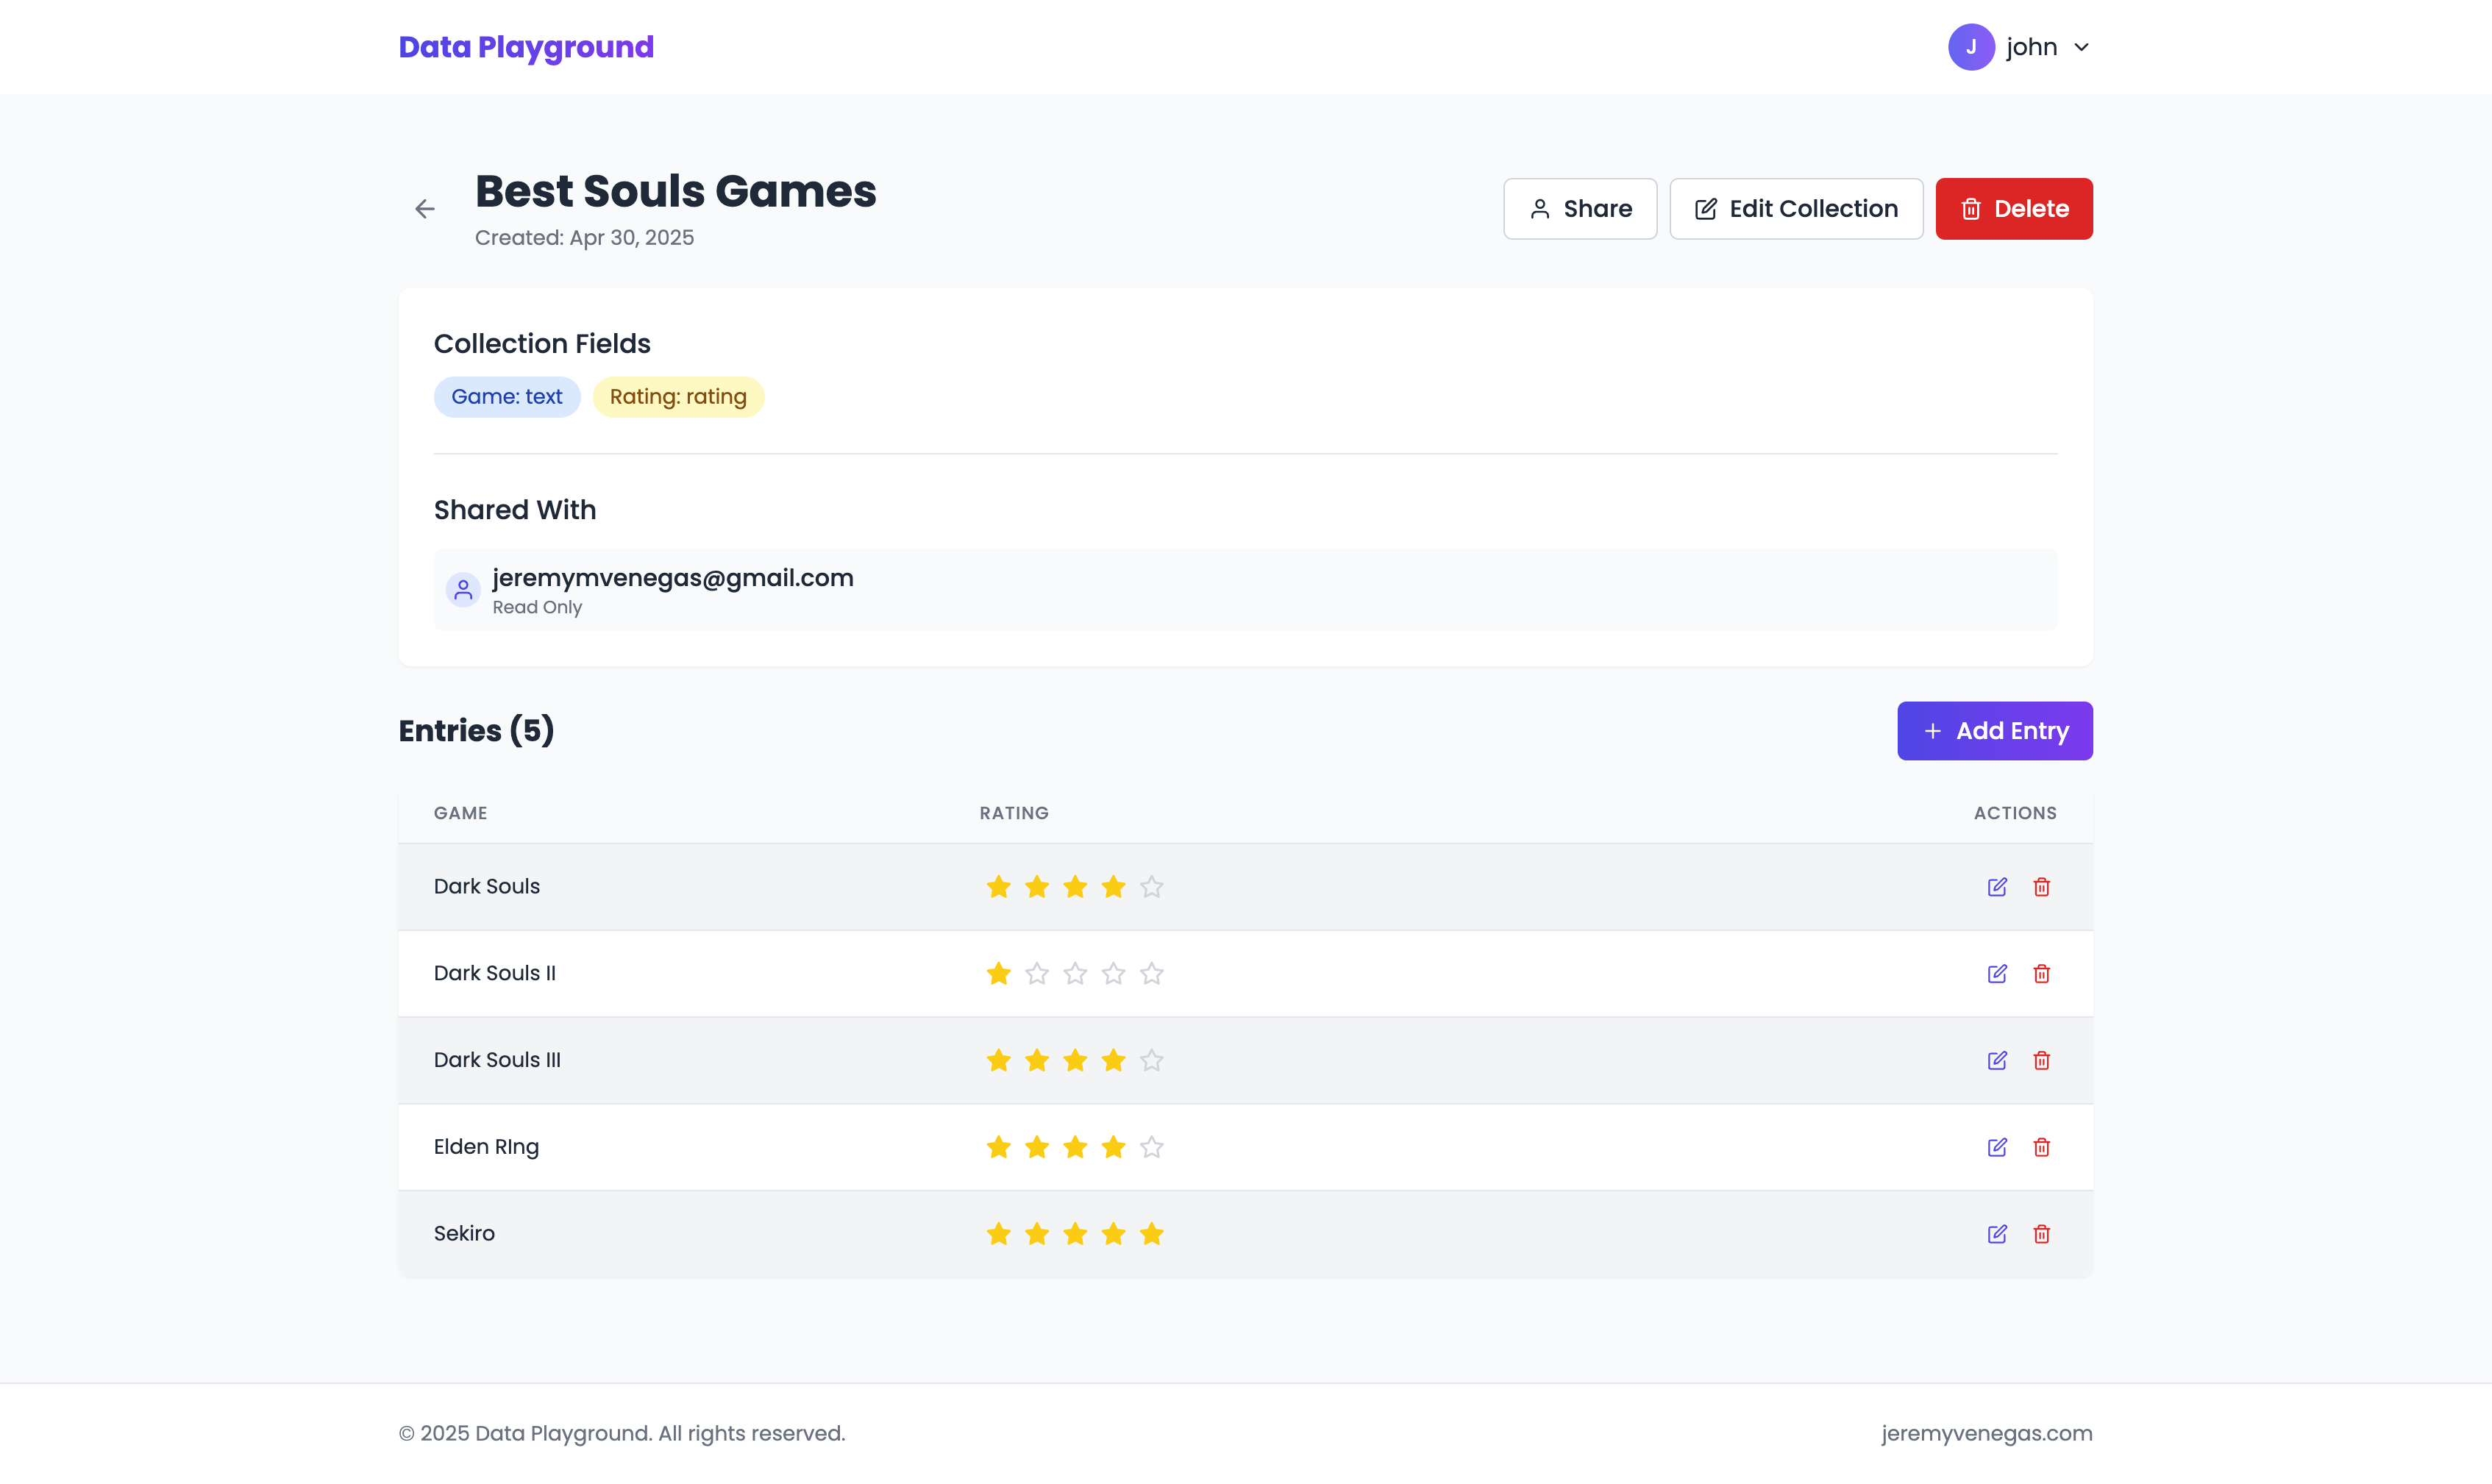 Data Playground
J john
Best Souls Games
Created: Apr 30, 2025
Share
Edit Collection
Delete
Collection Fields
Game: text
Rating: rating
Shared With
jeremymvenegas@gmail.com
Read Only
Entries (5)
+ Add Entry
GAME RATING ACTIONS
Dark Souls
Dark Souls II
Dark Souls III
Elden RIng
Sekiro
© 2025 Data Playground. All rights reserved.
jeremyvenegas.com